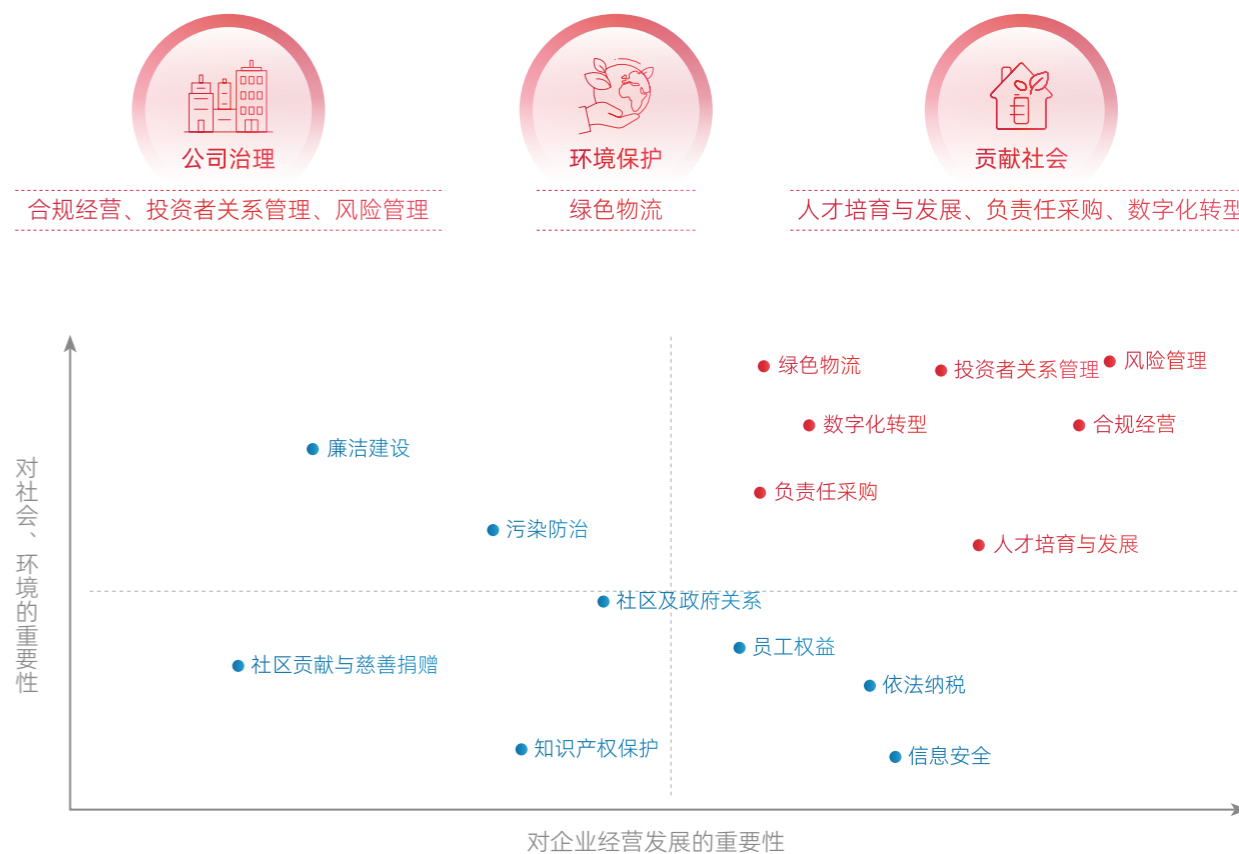 公司治理
环境保护
贡献社会
合规经营、投资者关系管理、风险管理
绿色物流
人才培育与发展、负责任采购、数字化转型
绿色物流
投资者关系管理
风险管理
数字化转型
合规经营
廉洁建设
负责任采购
污染防治
人才培育与发展
社区及政府关系
员工权益
社区贡献与慈善捐赠
依法纳税
知识产权保护
信息安全
对社会、环境的重要性
对企业经营发展的重要性